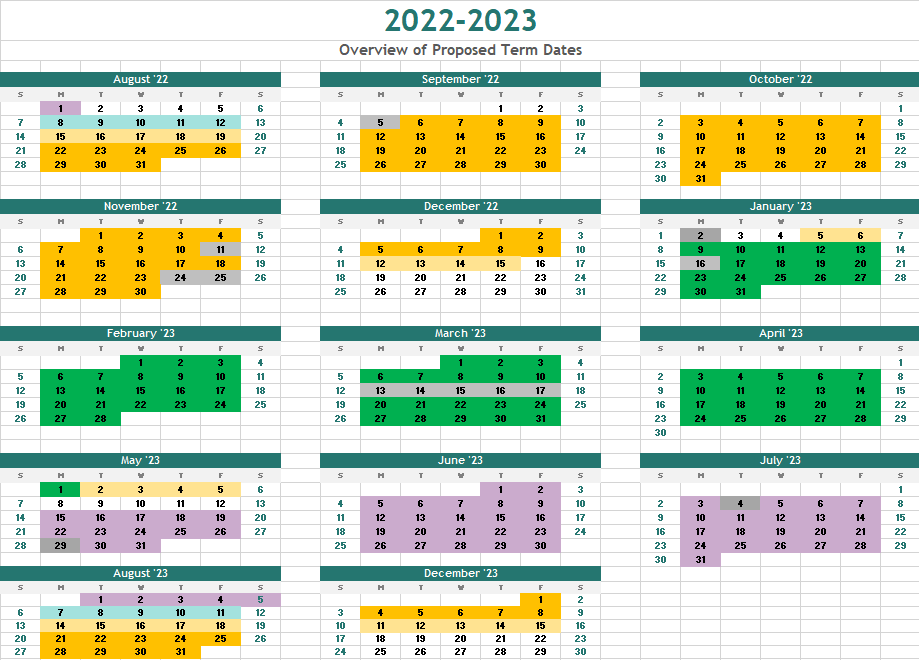 2022-2023
Overview of Proposed Term Dates
August '22 September '22 October '22
S M T W T F S S M T W T F S S M T W T F S
1 2 3 4 5 6 1 2 3 1
7 8 9 10 11 12 13 4 5 6 7 8 9 10 2 3 4 5 6 7 8
14 15 16 17 18 19 20 11 12 13 14 15 16 17 9 10 11 12 13 14 15
21 22 23 24 25 26 27 18 19 20 21 22 23 24 16 17 18 19 20 21 22
28 29 30 31 25 26 27 28 29 30 23 24 25 26 27 28 29
30 31
November '22 December '22 January '23
S M T W T F S S M T W T F S S M T W T F S
1 2 3 4 5 1 2 3 1 2 3 4 5 6 7
6 7 8 9 10 11 12 4 5 6 7 8 9 10 8 9 10 11 12 13 14
13 14 15 16 17 18 19 11 12 13 14 15 16 17 15 16 17 18 19 20 21
20 21 22 23 24 25 26 18 19 20 21 22 23 24 22 23 24 25 26 27 28
27 28 29 30 25 26 27 28 29 30 31 29 30 31
February '23 March '23 April '23
S M T W T F S S M T W T F S S M T W T F S
1 2 3 4 1 2 3 4 1
5 6 7 8 9 10 11 5 6 7 8 9 10 11 2 3 4 5 6 7 8
12 13 14 15 16 17 18 12 13 14 15 16 17 18 9 10 11 12 13 14 15
19 20 21 22 23 24 25 19 20 21 22 23 24 25 16 17 18 19 20 21 22
26 27 28 26 27 28 29 30 31 23 24 25 26 27 28 29
30
May '23 June '23 July '23
S M T W T F S S M T W T F S S M T W T F S
1 2 3 4 5 6 1 2 3 1
7 8 9 10 11 12 13 4 5 6 7 8 9 10 2 3 4 5 6 7 8
14 15 16 17 18 19 20 11 12 13 14 15 16 17 9 10 11 12 13 14 15
21 22 23 24 25 26 27 18 19 20 21 22 23 24 16 17 18 19 20 21 22
28 29 30 31 25 26 27 28 29 30 23 24 25 26 27 28 29
30 31
August '23 December '23
S M T W T F S S M T W T F S
1 2 3 4 5 1 2
6 7 8 9 10 11 12 3 4 5 6 7 8 9
13 14 15 16 17 18 19 10 11 12 13 14 15 16
20 21 22 23 24 25 26 17 18 19 20 21 22 23
27 28 29 30 31 24 25 26 27 28 29 30